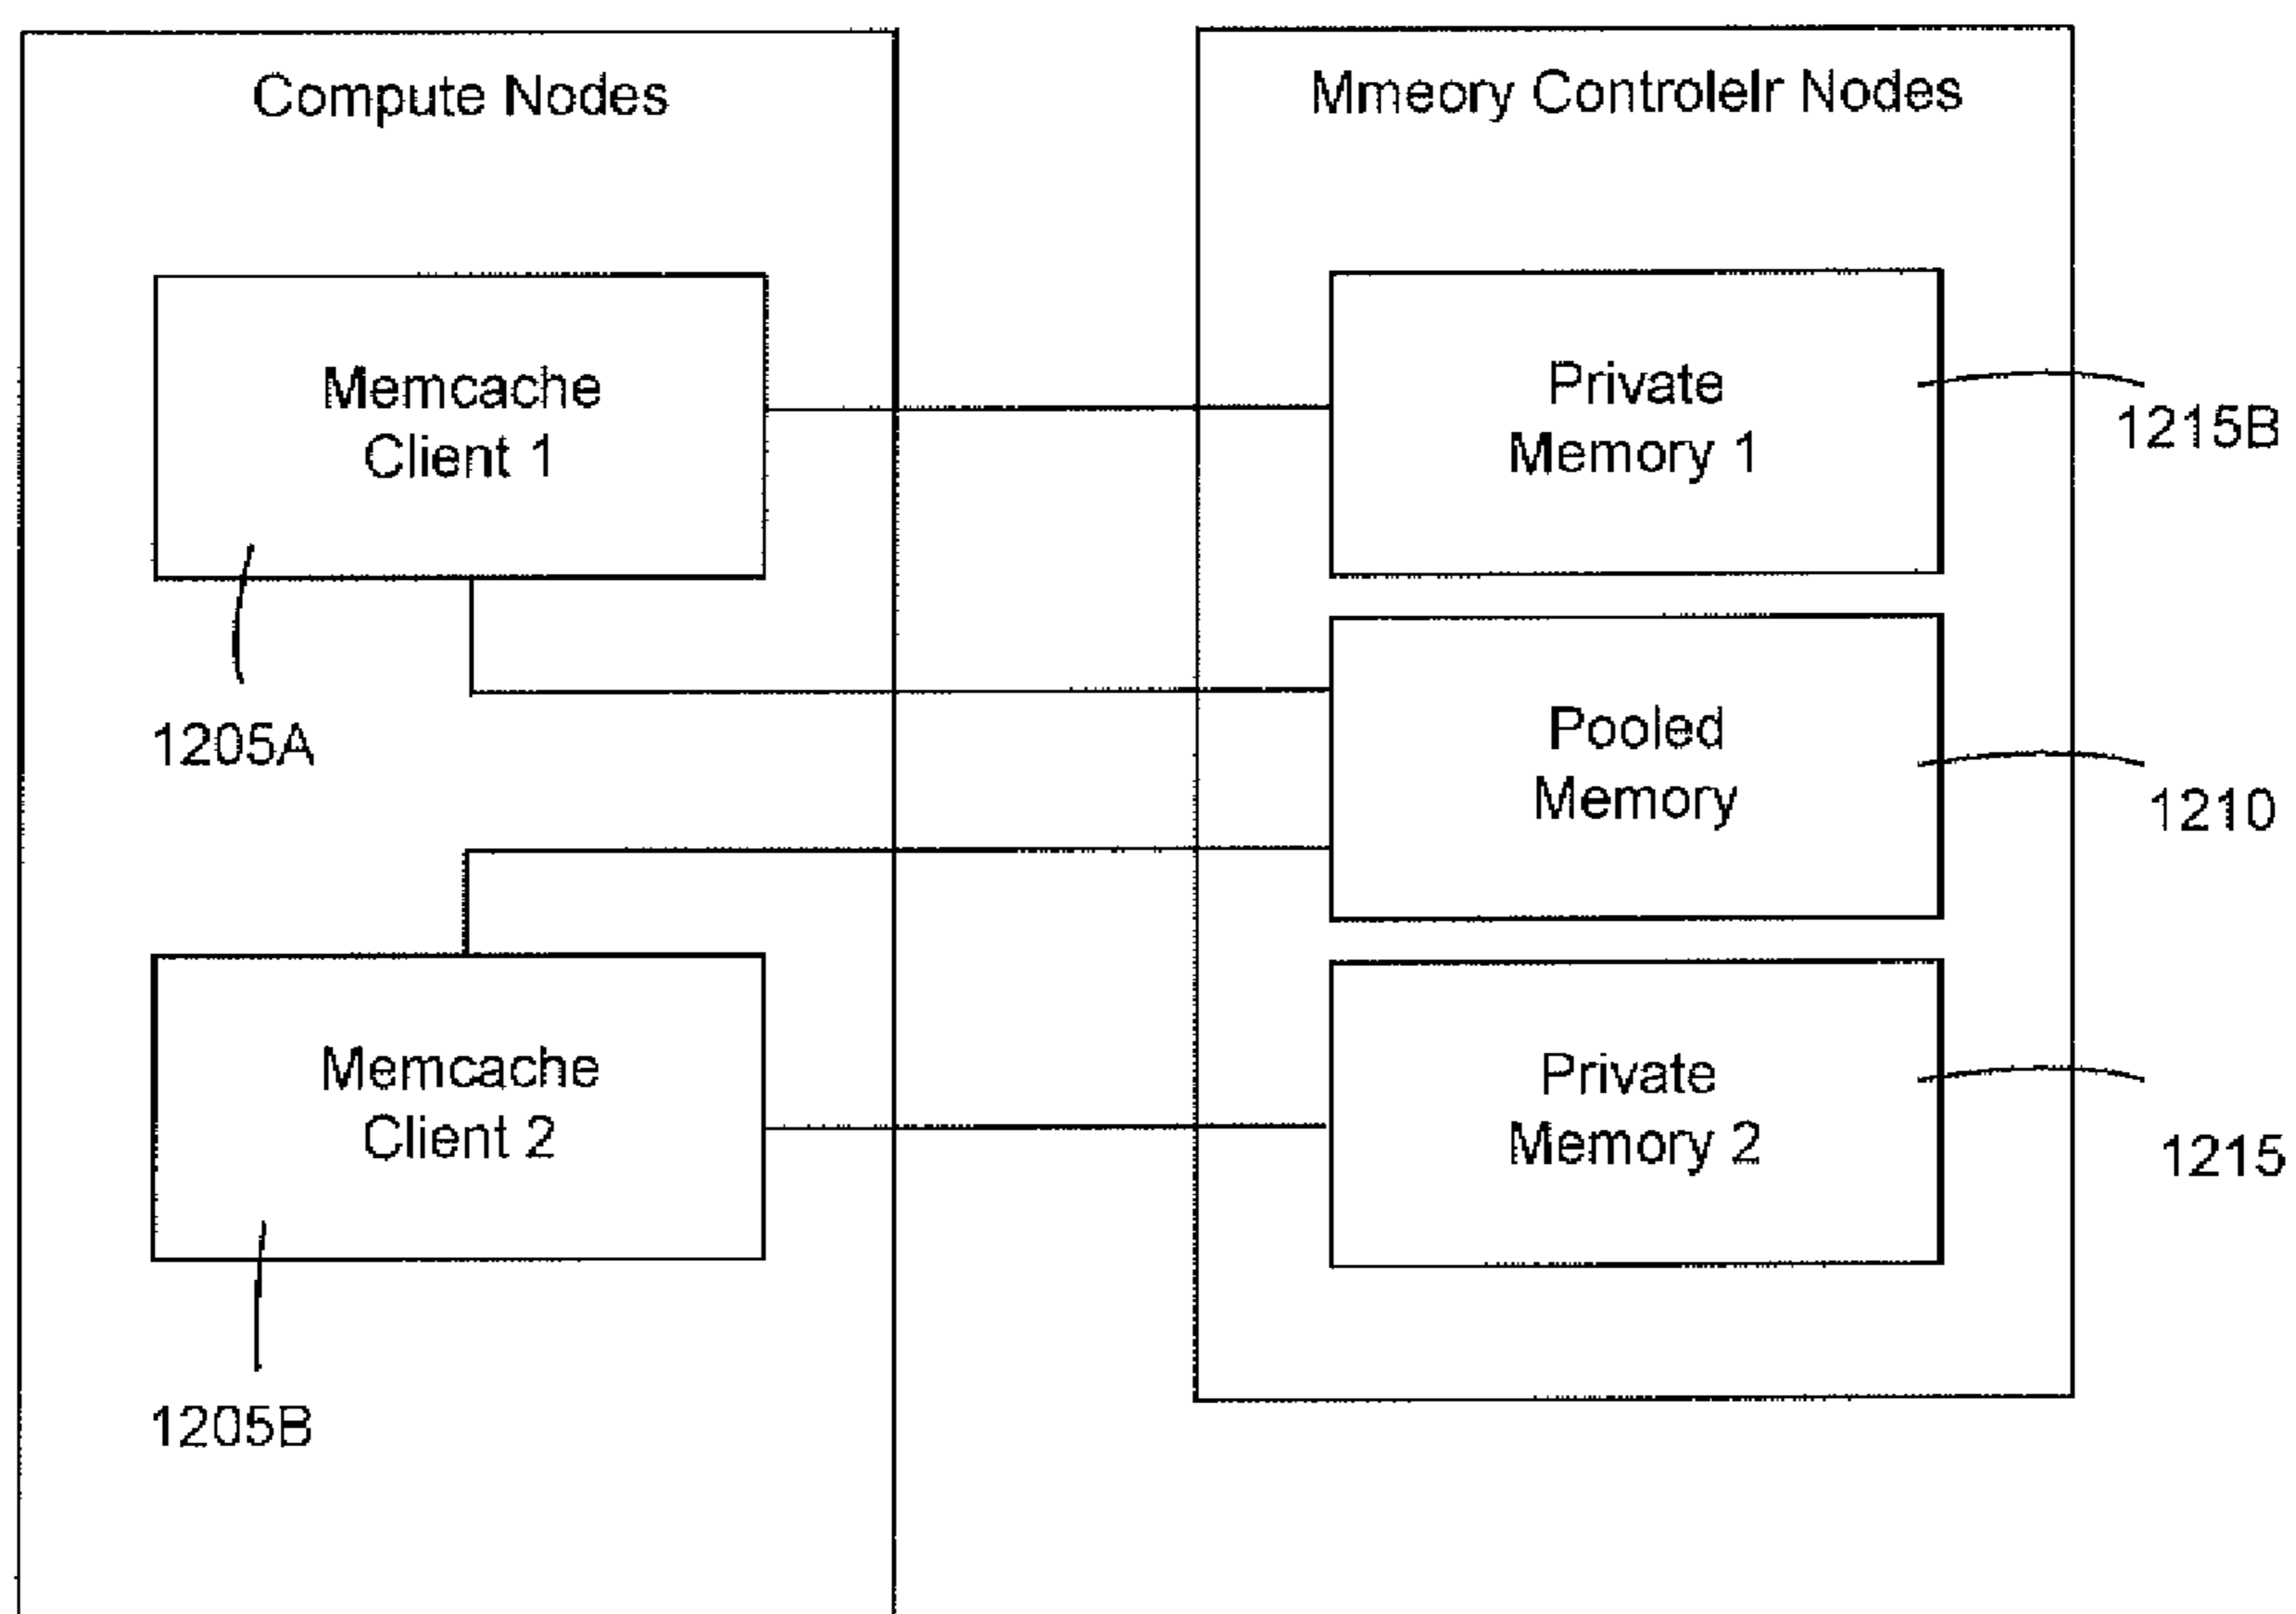 Compute Nodes
Mmeory Controlelr Nodes
Memcache
Client 1
Private
Memory 1
1215B
1205A
Pooled
Memory
1210
Memcache
Client 2
Private
Memory 2
1215
1205B